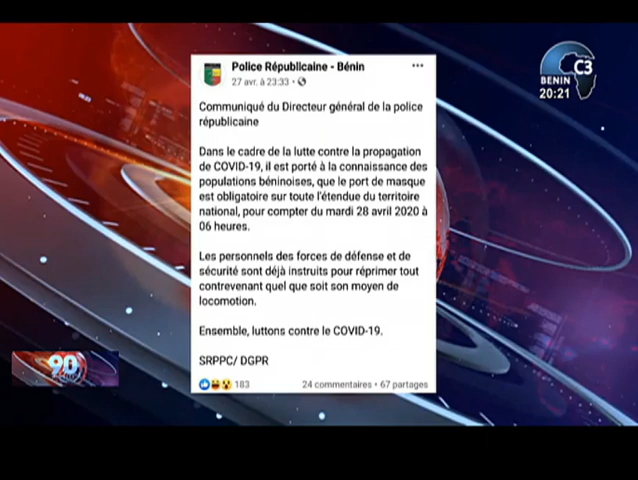 C3
BENIN
20:21
Police Républicaine - Bénin
27 avr. à 23:33 •
Communiqué du Directeur général de la police
républicaine
Dans le cadre de la lutte contre la propagation
de COVID-19, il est porté à la connaissance des
populations béninoises, que le port de masque
est obligatoire sur toute l'étendue du territoire
national, pour compter du mardi 28 avril 2020 à
06 heures.
Les personnels des forces de défense et de
sécurité sont déjà instruits pour réprimer tout
contrevenant quel que soit son moyen de
locomotion.
Ensemble, luttons contre le COVID-19.
SRPPC/ DGPR
183 24 commentaires • 67 partages
90